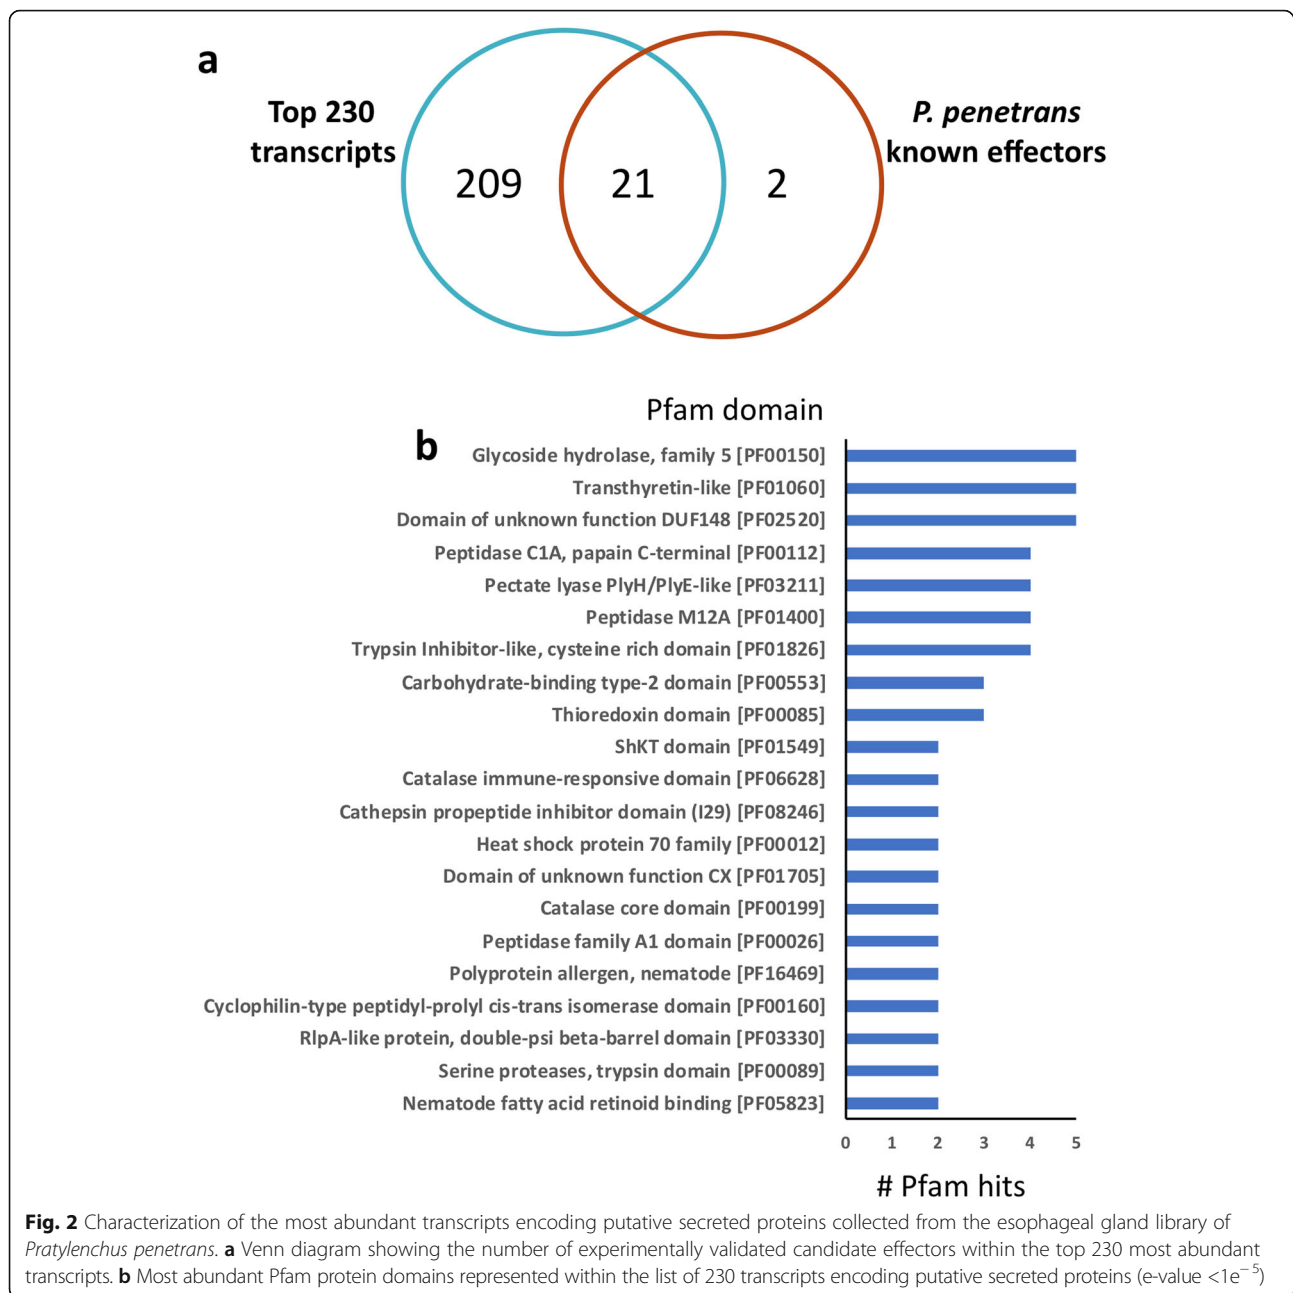 a
Top 230
transcripts
209
21
2
P. penetrans
known effectors
Pfam domain
b
Glycoside hydrolase, family 5 [PF00150]
Transthyretin-like [PF01060]
Domain of unknown function DUF148 [PF02520]
Peptidase C1A, papain C-terminal [PF00112]
Pectate lyase PlyH/PlyE-like [PF03211]
Peptidase M12A [PF01400]
Trypsin Inhibitor-like, cysteine rich domain [PF01826]
Carbohydrate-binding type-2 domain [PF00553]
Thioredoxin domain [PF00085]
ShKT domain [PF01549]
Catalase immune-responsive domain [PF06628]
Cathepsin propeptide inhibitor domain (I29) [PF08246]
Heat shock protein 70 family [PF00012]
Domain of unknown function CX [PF01705]
Catalase core domain [PF00199]
Peptidase family A1 domain [PF00026]
Polyprotein allergen, nematode [PF16469]
Cyclophilin-type peptidyl-prolyl cis-trans isomerase domain [PF00160]
RlpA-like protein, double-psi beta-barrel domain [PF03330]
Serine proteases, trypsin domain [PF00089]
Nematode fatty acid retinoid binding [PF05823]
0 1 2 3 4 5
# Pfam hits
Fig. 2 Characterization of the most abundant transcripts encoding putative secreted proteins collected from the esophageal gland library of
Pratylenchus penetrans. a Venn diagram showing the number of experimentally validated candidate effectors within the top 230 most abundant
transcripts. b Most abundant Pfam protein domains represented within the list of 230 transcripts encoding putative secreted proteins (e-value <1e⁻⁵)